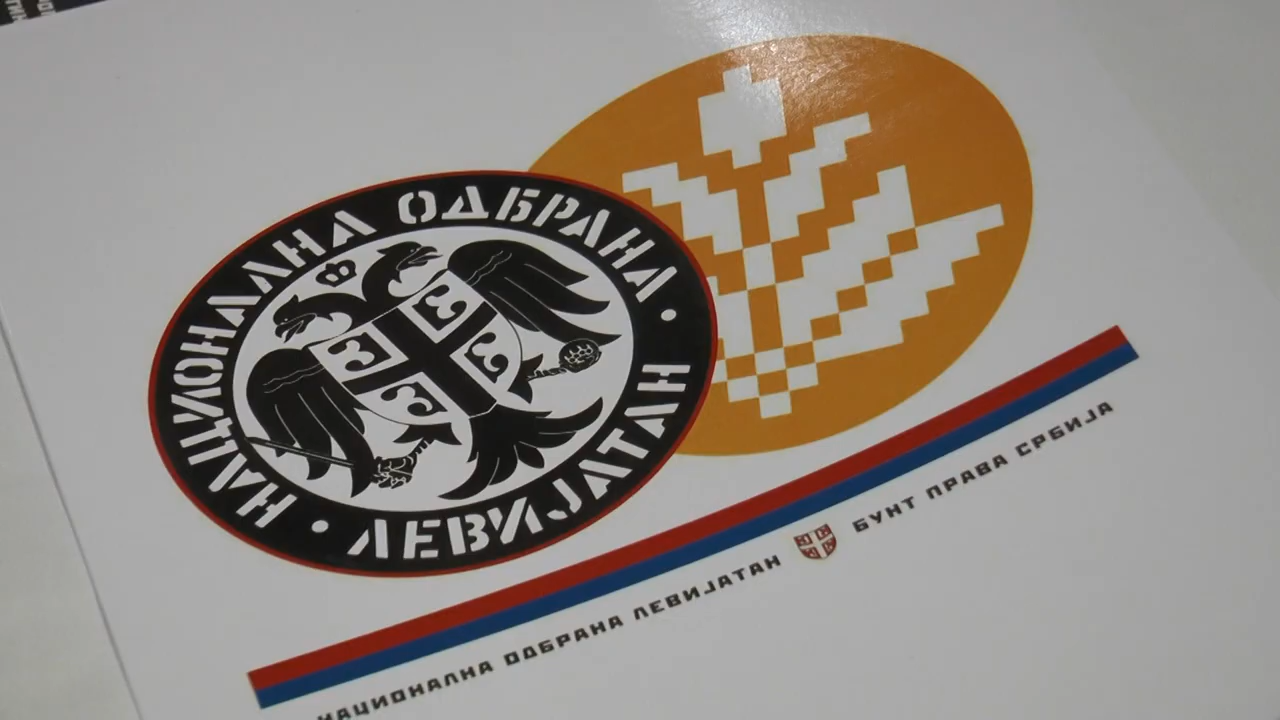 НАЦИОНАЛНА ОДБРАНА • ЛЕВИЈАТАН •
НАЦИОНАЛНА ОДБРАНА ЛЕВИЈАТАН БУНТ ПРАВА СРБИЈА